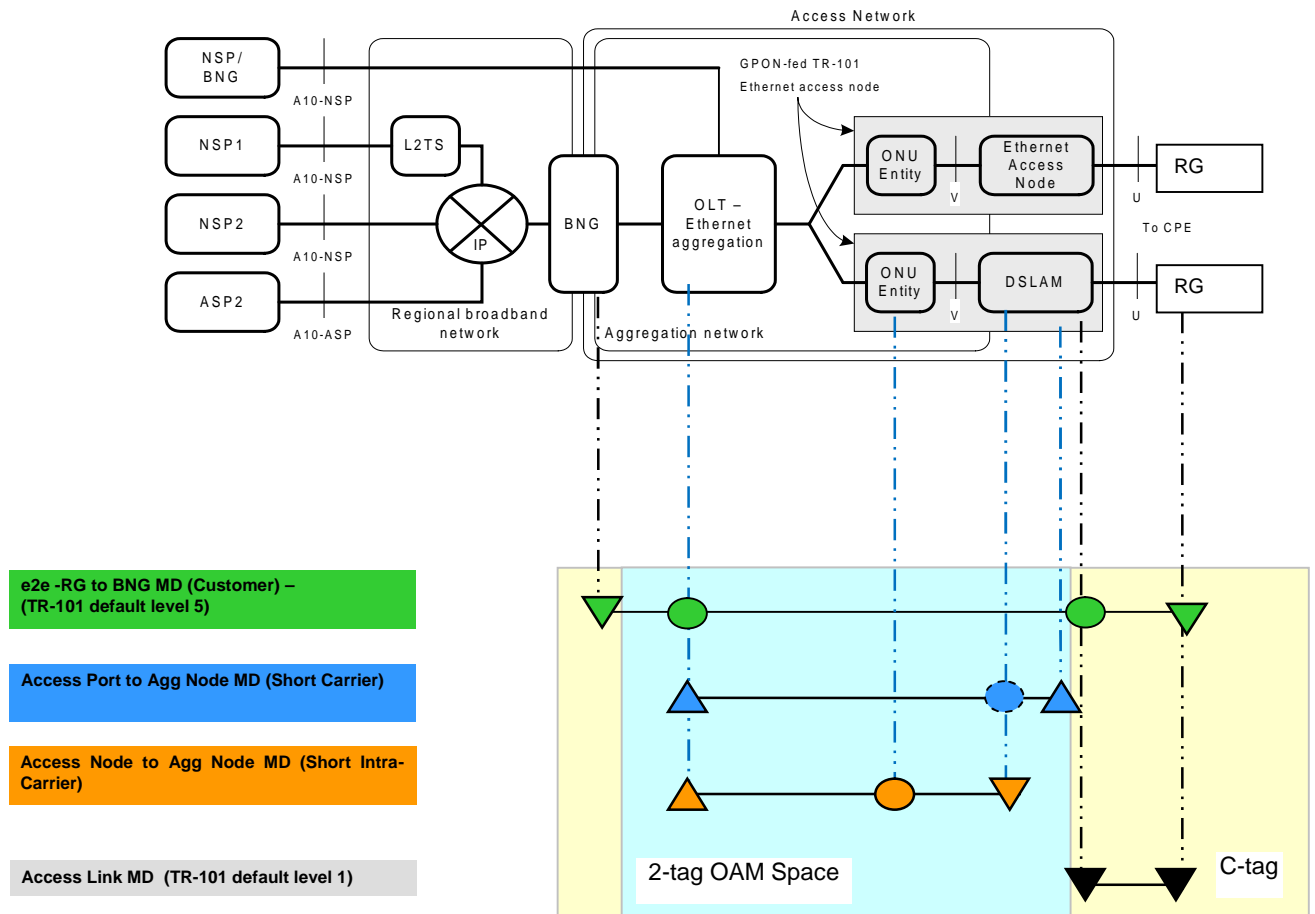 Access Network
NSP/
BNG
A10-NSP
GPON-fed TR-101
Ethernet access node
NSP1
A10-NSP
L2TS
NSP2
A10-NSP
IP
ASP2
A10-ASP
Regional broadband
network
BNG
OLT –
Ethernet
aggregation
Aggregation network
ONU
Entity
V
Ethernet
Access
Node
U
RG
To CPE
ONU
Entity
V
DSLAM
U
RG
e2e -RG to BNG MD (Customer) –
(TR-101 default level 5)
Access Port to Agg Node MD (Short Carrier)
Access Node to Agg Node MD (Short Intra-
Carrier)
Access Link MD (TR-101 default level 1)
2-tag OAM Space
C-tag